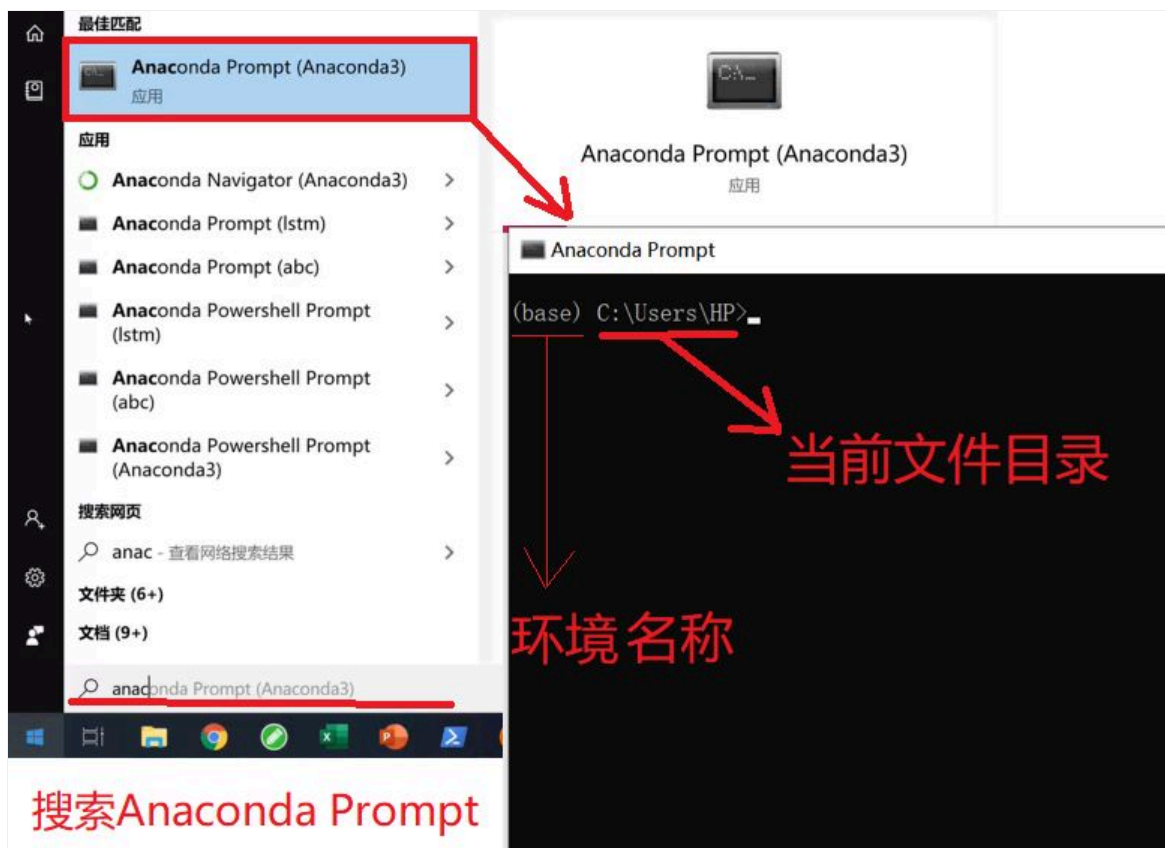 最佳匹配
Anaconda Prompt (Anaconda3)
应用
应用
Anaconda Navigator (Anaconda3)
Anaconda Prompt (lstm)
Anaconda Prompt (abc)
Anaconda Powershell Prompt
(lstm)
Anaconda Powershell Prompt
(abc)
Anaconda Powershell Prompt
(Anaconda3)
搜索网页
anac - 查看网络搜索结果
文件夹 (6+)
文档 (9+)
anaconda Prompt (Anaconda3)
搜索Anaconda Prompt
C:\_
Anaconda Prompt (Anaconda3)
应用
Anaconda Prompt
(base) C:\Users\HP>
当前文件目录
环境名称